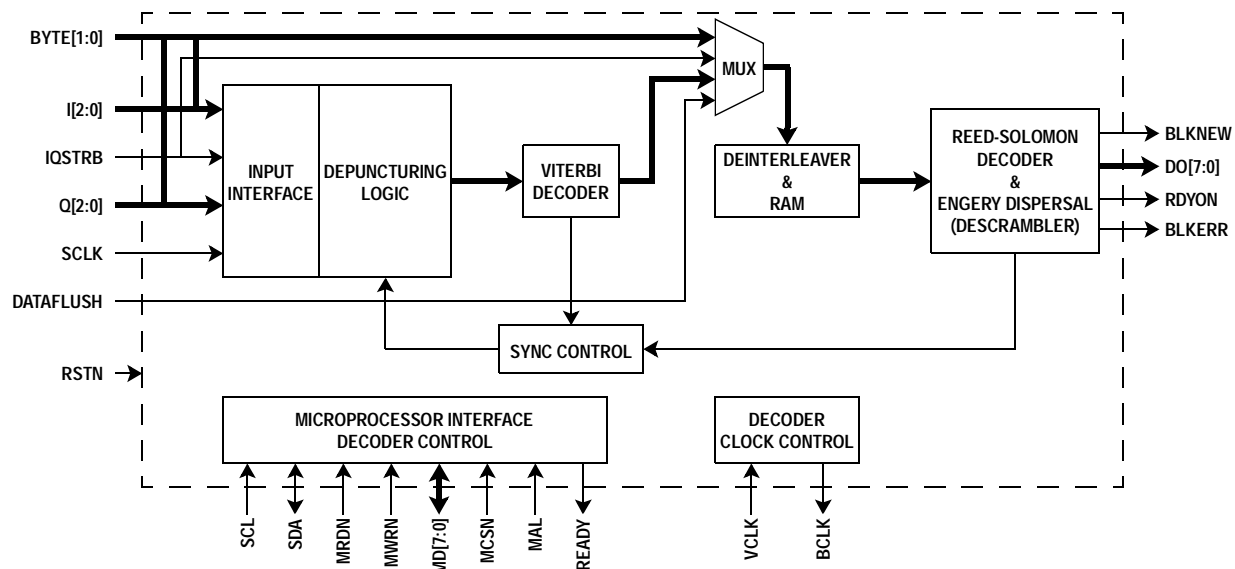 BYTE[1:0]
I[2:0]
IQSTRB
Q[2:0]
SCLK
DATAFLUSH
RSTN
INPUT
INTERFACE
DEPUNCTURING
LOGIC
VITERBI
DECODER
MUX
DEINTERLEAVER
&
RAM
REED-SOLOMON
DECODER
&
ENGERY DISPERSAL
(DESCRAMBLER)
BLKNEW
DO[7:0]
RDYON
BLKERR
SYNC CONTROL
MICROPROCESSOR INTERFACE
DECODER CONTROL
DECODER
CLOCK CONTROL
SCL
SDA
MRDN
MWRN
MD[7:0]
MCSN
MAL
READY
VCLK
BCLK